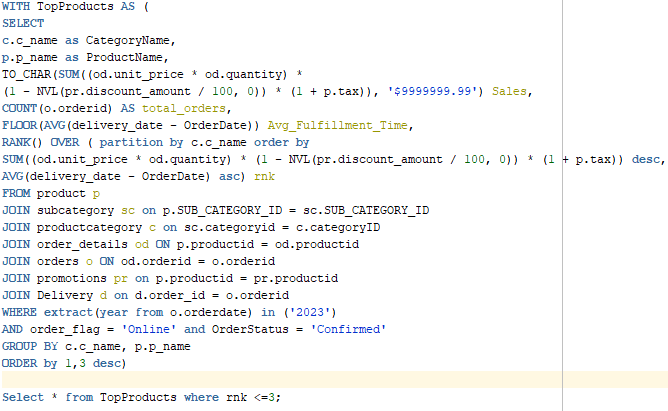 WITH TopProducts AS (
SELECT
c.c_name as CategoryName,
p.p_name as ProductName,
TO_CHAR(SUM((od.unit_price * od.quantity) *
(1 - NVL(pr.discount_amount / 100, 0)) * (1 + p.tax)), '$9999999.99') Sales,
COUNT(o.orderid) AS total_orders,
FLOOR(AVG(delivery_date - OrderDate)) Avg_Fulfillment_Time,
RANK() OVER ( partition by c.c_name order by
SUM((od.unit_price * od.quantity) * (1 - NVL(pr.discount_amount / 100, 0)) * (1 + p.tax)) desc,
AVG(delivery_date - OrderDate) asc) rnk
FROM product p
JOIN subcategory sc on p.SUB_CATEGORY_ID = sc.SUB_CATEGORY_ID
JOIN productcategory c on sc.categoryid = c.categoryID
JOIN order_details od ON p.productid = od.productid
JOIN orders o ON od.orderid = o.orderid
JOIN promotions pr on p.productid = pr.productid
JOIN Delivery d on d.order_id = o.orderid
WHERE extract(year from o.orderdate) in ('2023')
AND order_flag = 'Online' and OrderStatus = 'Confirmed'
GROUP BY c.c_name, p.p_name
ORDER by 1,3 desc)
Select * from TopProducts where rnk <=3;